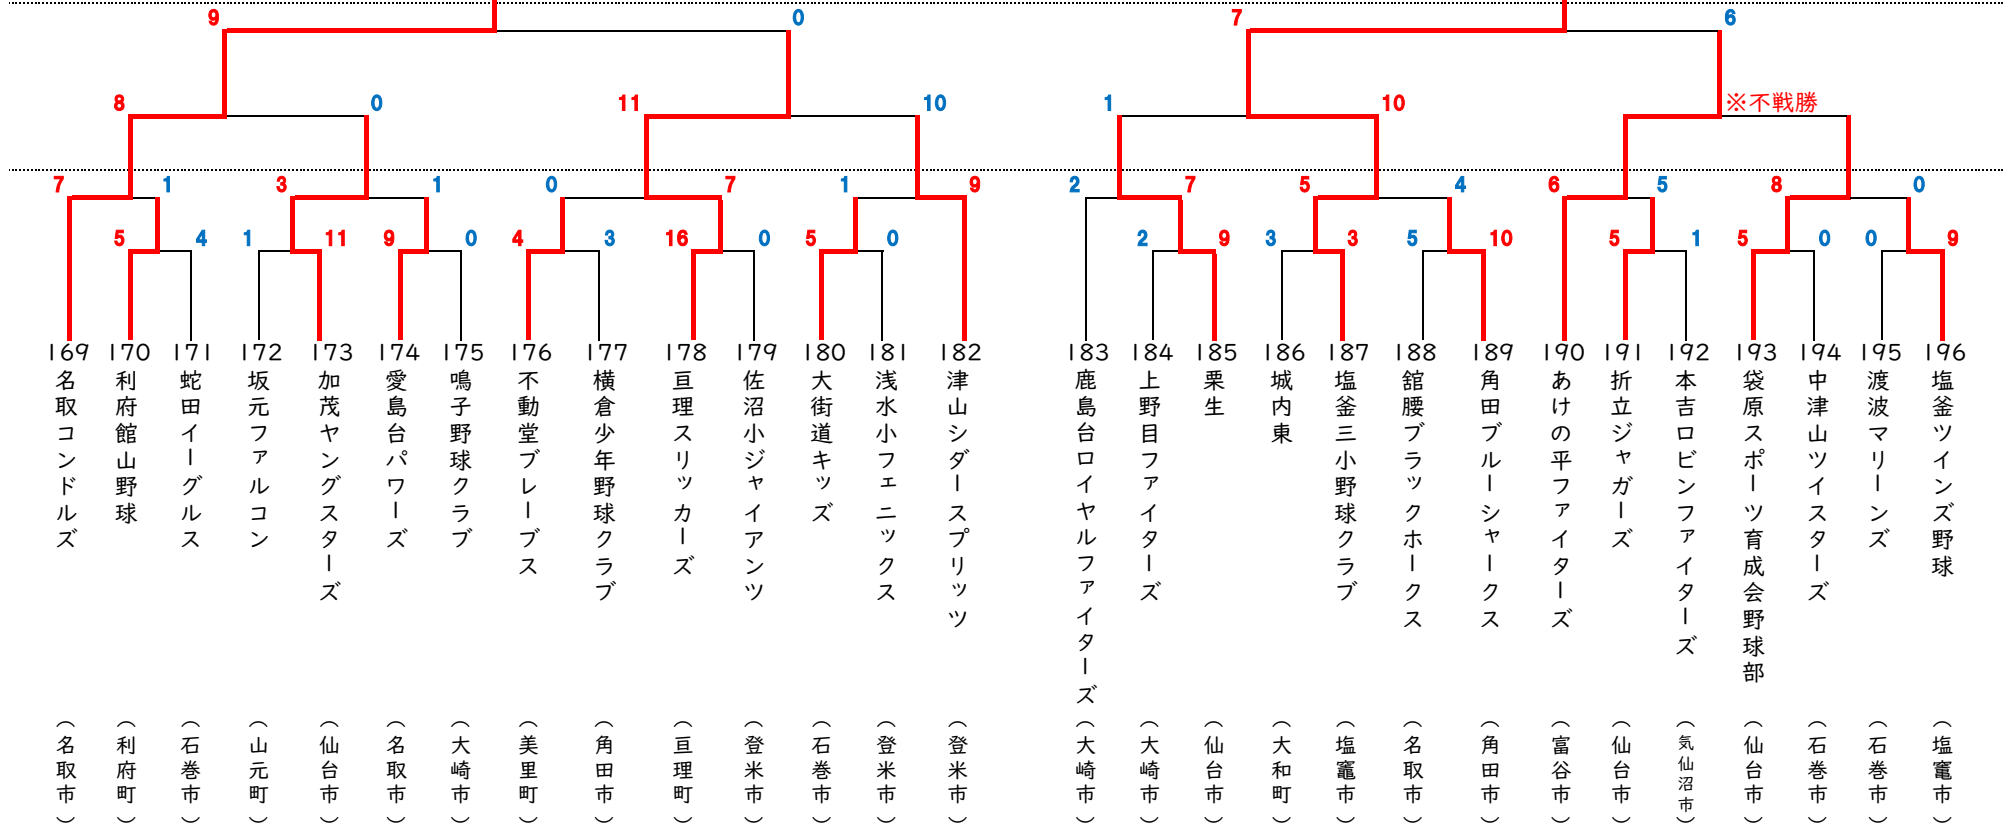 9 0 7 6
8 0 11 10 1 10 ※不戦勝
7 1 3 1 0 7 1 9 2 7 5 4 6 5 8 0
5 4 1 11 9 0 4 3 16 0 5 0 2 9 3 3 5 10 5 1 5 0 0 9
169 名取コンドルズ （名取市）
170 利府館山野球 （利府町）
171 蛇田イーグルス （石巻市）
172 坂元ファルコン （山元町）
173 加茂ヤングスターズ （仙台市）
174 愛島台パワーズ （名取市）
175 鳴子野球クラブ （大崎市）
176 不動堂ブレーブス （美里町）
177 横倉少年野球クラブ （角田市）
178 亘理スリッカーズ （亘理町）
179 佐沼小ジャイアンツ （登米市）
180 大街道キッズ （石巻市）
181 浅水小フェニックス （登米市）
182 津山シダースプリッツ （登米市）
183 鹿島台ロイヤルファイターズ （大崎市）
184 上野目ファイターズ （大崎市）
185 栗生 （仙台市）
186 城内東 （大和町）
187 塩釜三小野球クラブ （塩竈市）
188 舘腰ブラックホークス （名取市）
189 角田ブルーシャークス （角田市）
190 あけの平ファイターズ （富谷市）
191 折立ジャガーズ （仙台市）
192 本吉ロビンファイターズ （気仙沼市）
193 袋原スポーツ育成会野球部 （仙台市）
194 中津山ツイスターズ （石巻市）
195 渡波マリーンズ （石巻市）
196 塩釜ツインズ野球 （塩竈市）